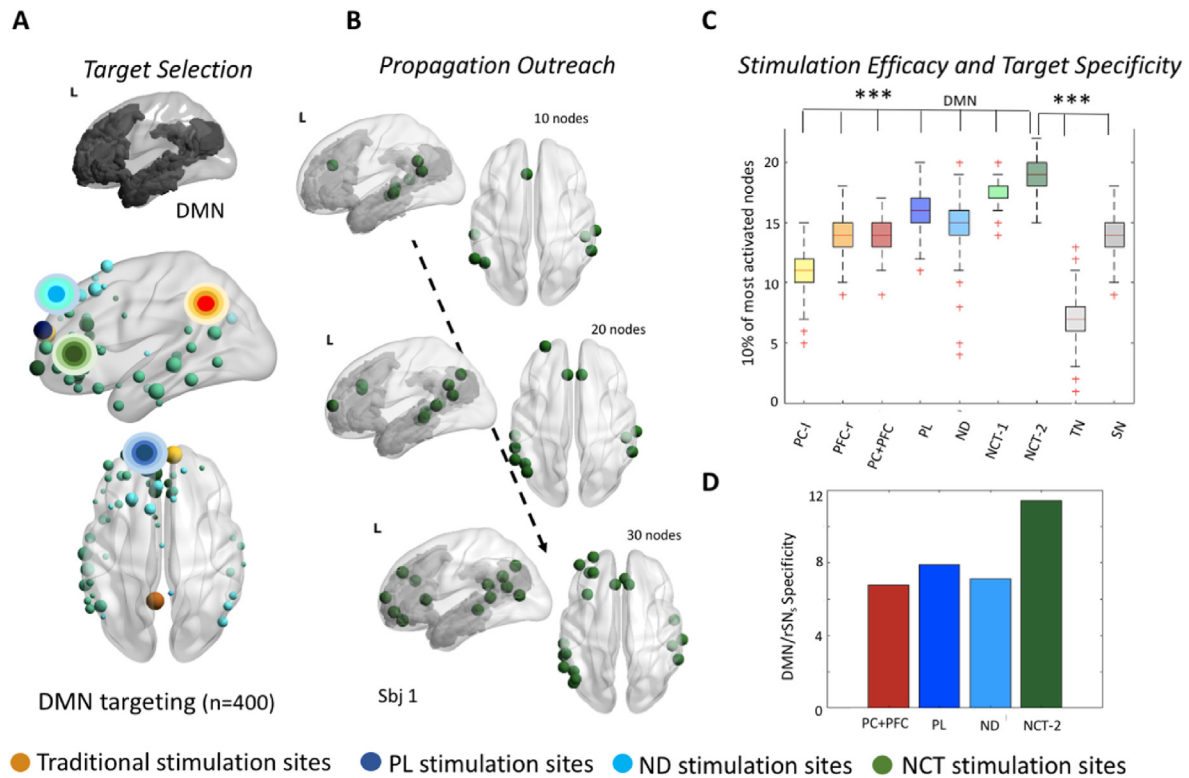 A
Target Selection
L
DMN
DMN targeting (n=400)
B
Propagation Outreach
L
10 nodes
L
20 nodes
L
30 nodes
Sbj 1
C
Stimulation Efficacy and Target Specificity
*** DMN ***
10% of most activated nodes
20
15
10
5
0
PC-l PFC-r PC+PFC PL ND NCT-1 NCT-2 TN SN
D
DMN/rSNs Specificity
12
8
4
0
PC+PFC PL ND NCT-2
Traditional stimulation sites PL stimulation sites ND stimulation sites NCT stimulation sites